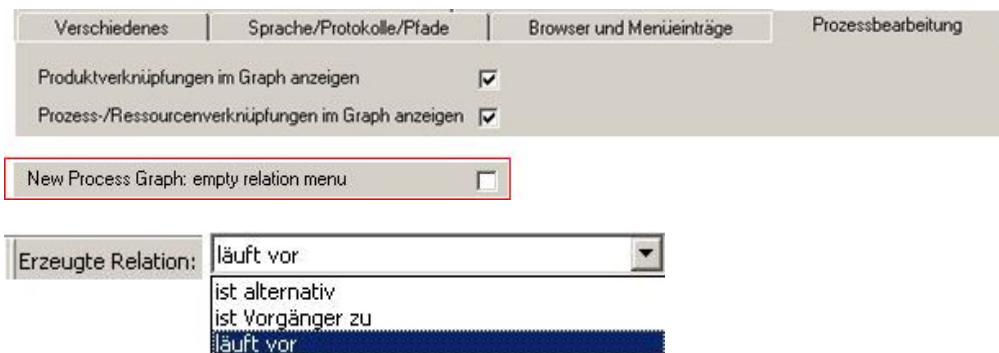 Verschiedenes Sprache/Protokolle/Pfade Browser und Menüeinträge Prozessbearbeitung
Produktverknüpfungen im Graph anzeigen
Prozess-/Ressourcenverknüpfungen im Graph anzeigen
New Process Graph: empty relation menu
Erzeugte Relation: läuft vor
ist alternativ
ist Vorgänger zu
läuft vor